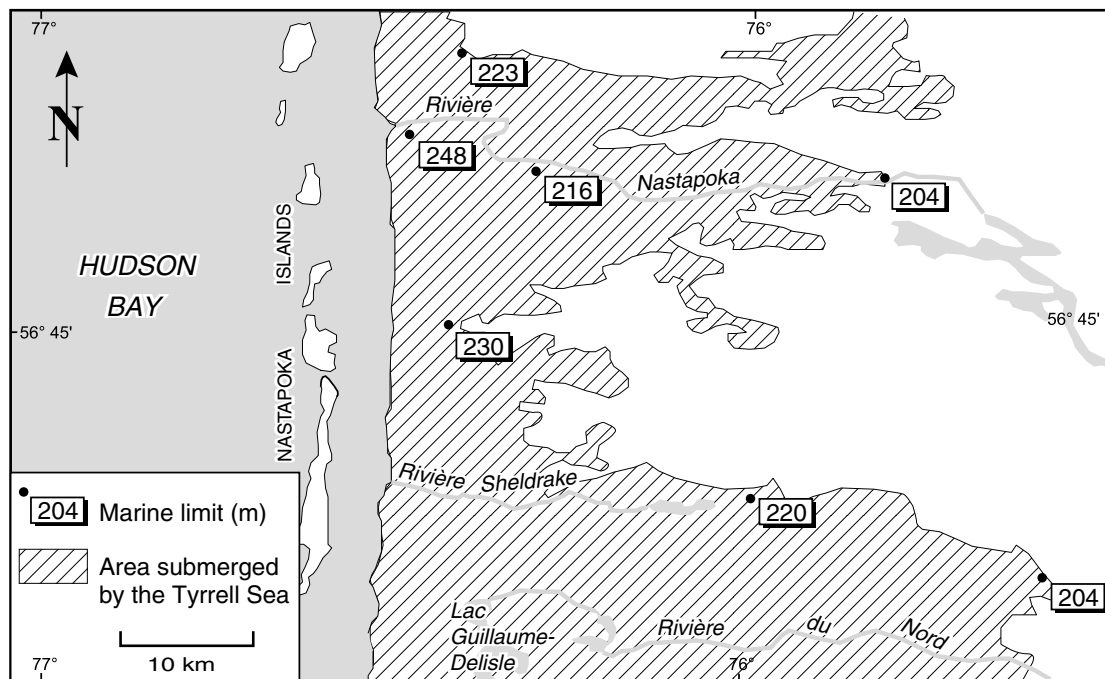 77°
76°
N
223
Rivière
248
216
Nastapoka
204
ISLANDS
HUDSON
BAY
56° 45'
56° 45'
230
NASTAPOKA
Rivière Sheldrake
220
204
204 Marine limit (m)
Area submerged
by the Tyrrell Sea
10 km
Lac
Guillaume-
Delisle
Rivière du Nord
77°
76°